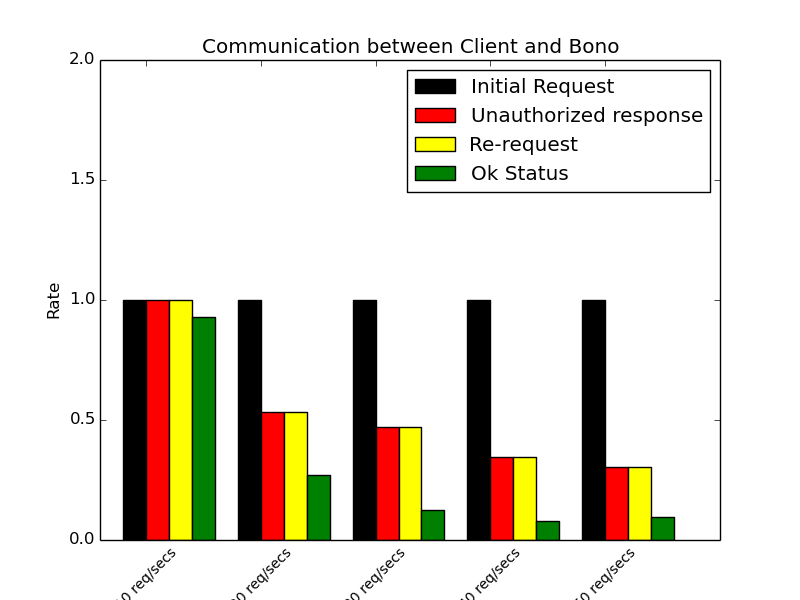 Communication between Client and Bono
Initial Request
Unauthorized response
Re-request
Ok Status
Rate
2.0
1.5
1.0
0.5
0.0
req/secs
req/secs
req/secs
req/secs
req/secs